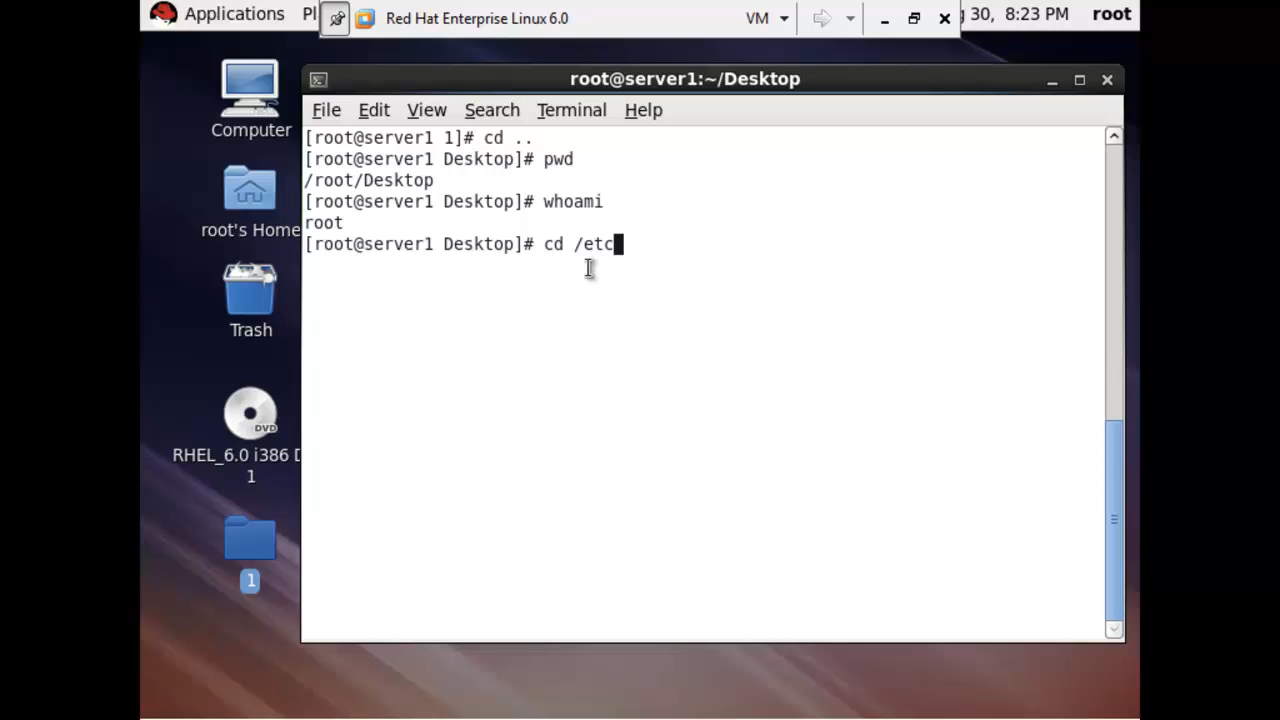 Applications Pl
Red Hat Enterprise Linux 6.0
VM
30, 8:23 PM root
root@server1:~/Desktop
File Edit View Search Terminal Help
[root@server1 1]# cd ..
[root@server1 Desktop]# pwd
/root/Desktop
[root@server1 Desktop]# whoami
root
[root@server1 Desktop]# cd /etc
Computer
root's Home
Trash
DVD
RHEL_6.0 i386 D
1
1